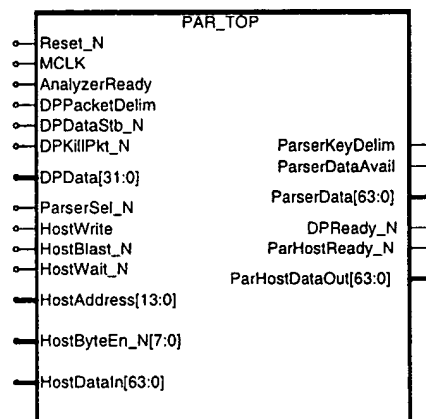 PAR_TOP
Reset_N
MCLK
AnalyzerReady
DPPacketDelim
DPDataStb_N
DPKillPkt_N
DPData[31:0]
ParserSel_N
HostWrite
HostBlast_N
HostWait_N
HostAddress[13:0]
HostByteEn_N[7:0]
HostDataIn[63:0]
ParserKeyDelim
ParserDataAvail
ParserData[63:0]
DPReady_N
ParHostReady_N
ParHostDataOut[63:0]